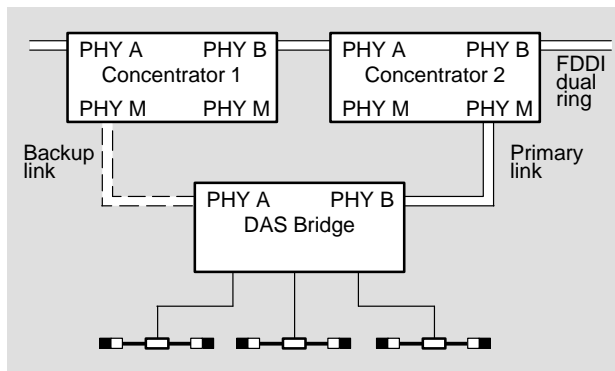 PHY A PHY B
Concentrator 1
PHY M PHY M
PHY A PHY B
Concentrator 2
PHY M PHY M
FDDI
dual
ring
Backup
link
Primary
link
PHY A PHY B
DAS Bridge